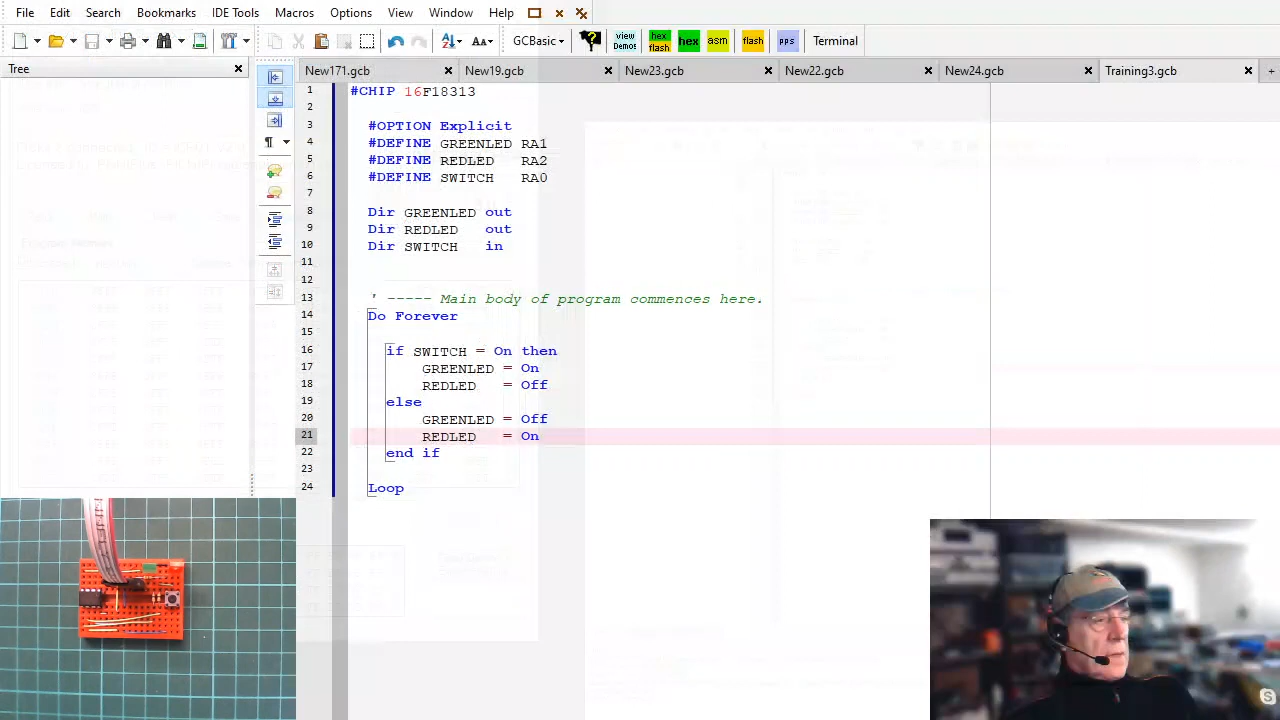 File Edit Search Bookmarks IDE Tools Macros Options View Window Help
GCBasic view Demos hex flash hex asm flash pps Terminal
Tree
New171.gcb New19.gcb New23.gcb New22.gcb New24.gcb Training3.gcb
1 #CHIP 16F18313
2
3 #OPTION Explicit
4 #DEFINE GREENLED RA1
5 #DEFINE REDLED RA2
6 #DEFINE SWITCH RA0
7
8 Dir GREENLED out
9 Dir REDLED out
10 Dir SWITCH in
11
12
13 ' ----- Main body of program commences here.
14 Do Forever
15
16 if SWITCH = On then
17 GREENLED = On
18 REDLED = Off
19 else
20 GREENLED = Off
21 REDLED = On
22 end if
23
24 Loop